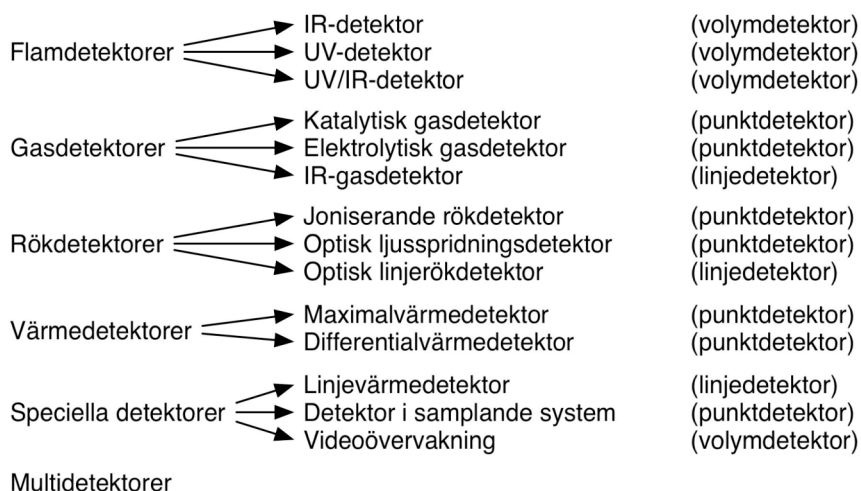 IR-detektor (volymdetektor)
Flamdetektorer UV-detektor (volymdetektor)
UV/IR-detektor (volymdetektor)
Katalytisk gasdetektor (punktdetektor)
Gasdetektorer Elektrolytisk gasdetektor (punktdetektor)
IR-gasdetektor (linjedetektor)
Joniserande rökdetektor (punktdetektor)
Rökdetektorer Optisk ljusspridningsdetektor (punktdetektor)
Optisk linjerökdetektor (linjedetektor)
Maximalvärmedetektor (punktdetektor)
Värmedetektorer
Differentialvärmedetektor (punktdetektor)
Linjevärmedetektor (linjedetektor)
Speciella detektorer Detektor i samplande system (punktdetektor)
Videoövervakning (volymdetektor)
Multidetektorer